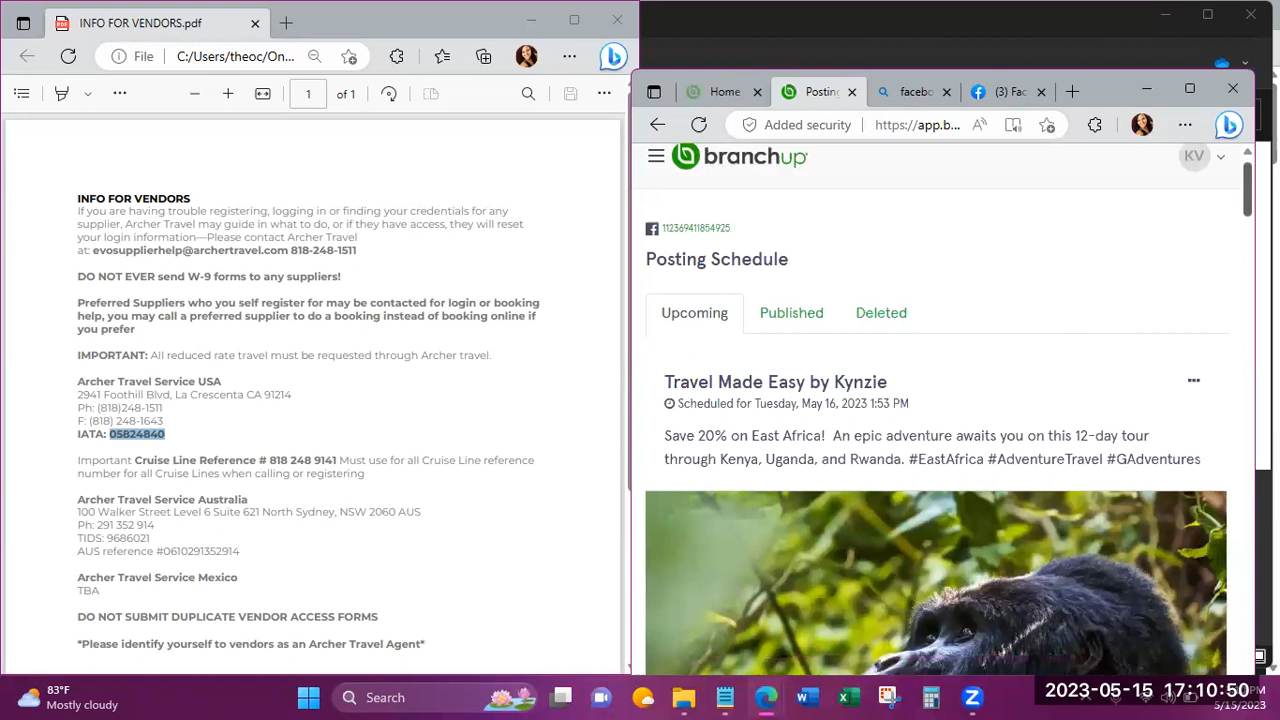 INFO FOR VENDORS.pdf
File
C:/Users/theoc/On...
1 of 1
INFO FOR VENDORS
If you are having trouble registering, logging in or finding your credentials for any
supplier, Archer Travel may guide in what to do, or if they have access, they will reset
your login information—Please contact Archer Travel
at: evosupplierhelp@archertravel.com 818-248-1511
DO NOT EVER send W-9 forms to any suppliers!
Preferred Suppliers who you self register for may be contacted for login or booking
help, you may call a preferred supplier to do a booking instead of booking online if
you prefer
IMPORTANT: All reduced rate travel must be requested through Archer travel.
Archer Travel Service USA
2941 Foothill Blvd, La Crescenta CA 91214
Ph: (818)248-1511
F: (818) 248-1643
IATA: 05824840
Important Cruise Line Reference # 818 248 9141 Must use for all Cruise Line reference
number for all Cruise Lines when calling or registering
Archer Travel Service Australia
100 Walker Street Level 6 Suite 621 North Sydney, NSW 2060 AUS
Ph: 291 352 914
TIDS: 9686021
AUS reference #0610291352914
Archer Travel Service Mexico
TBA
DO NOT SUBMIT DUPLICATE VENDOR ACCESS FORMS
*Please identify yourself to vendors as an Archer Travel Agent*
Home
Posting
facebo
(3) Fac
Added security
https://app.b...
branchup
KV
112369411854925
Posting Schedule
Upcoming
Published
Deleted
Travel Made Easy by Kynzie
Scheduled for Tuesday, May 16, 2023 1:53 PM
Save 20% on East Africa! An epic adventure awaits you on this 12-day tour
through Kenya, Uganda, and Rwanda. #EastAfrica #AdventureTravel #GAdventures
83°F
Mostly cloudy
Search
2023-05-15 17:10:50
5/15/2023